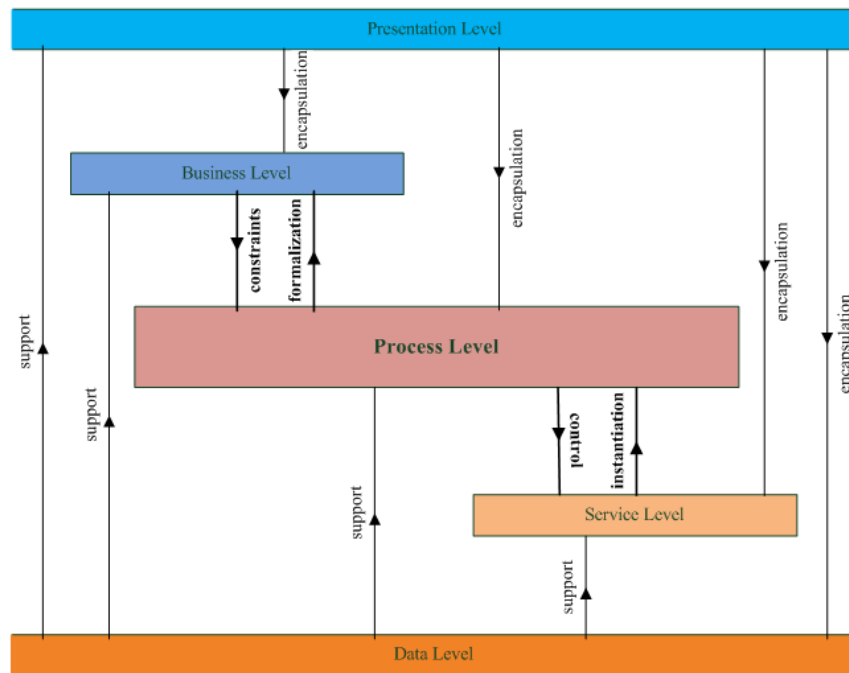 Presentation Level
encapsulation
Business Level
encapsulation
constraints
formalization
encapsulation
support
encapsulation
Process Level
support
control
instantiation
support
Service Level
support
Data Level